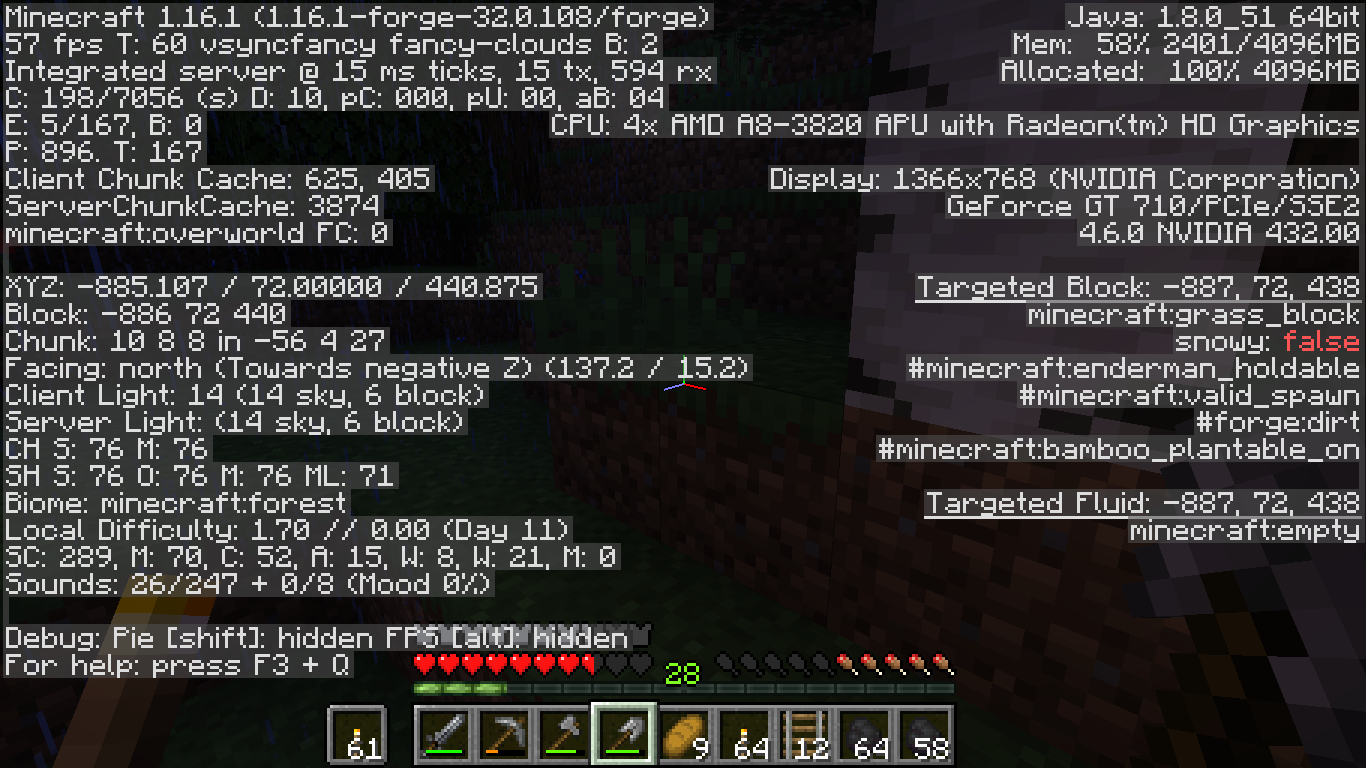 Minecraft 1.16.1 (1.16.1-forge-32.0.108/forge)
57 fps T: 60 vsyncfancy fancy-clouds B: 2
Integrated server @ 15 ms ticks, 15 tx, 594 rx
C: 198/7056 (s) D: 10, pC: 000, pU: 00, aB: 04
E: 5/167, B: 0
P: 896. T: 167
Client Chunk Cache: 625, 405
ServerChunkCache: 3874
minecraft:overworld FC: 0
XYZ: -885.107 / 72.00000 / 440.875
Block: -886 72 440
Chunk: 10 8 8 in -56 4 27
Facing: north (Towards negative Z) (137.2 / 15.2)
Client Light: 14 (14 sky, 6 block)
Server Light: (14 sky, 6 block)
CH S: 76 M: 76
SH S: 76 O: 76 M: 76 ML: 71
Biome: minecraft:forest
Local Difficulty: 1.70 // 0.00 (Day 11)
SC: 289, M: 70, C: 52, A: 15, W: 8, W: 21, M: 0
Sounds: 26/247 + 0/8 (Mood 0%)
Debug: Pie [shift]: hidden FPS [alt]: hidden
For help: press F3 + Q
Java: 1.8.0_51 64bit
Mem: 58% 2401/4096MB
Allocated: 100% 4096MB
CPU: 4x AMD A8-3820 APU with Radeon(tm) HD Graphics
Display: 1366x768 (NVIDIA Corporation)
GeForce GT 710/PCIe/SSE2
4.6.0 NVIDIA 432.00
Targeted Block: -887, 72, 438
minecraft:grass_block
snowy: false
#minecraft:enderman_holdable
#minecraft:valid_spawn
#forge:dirt
#minecraft:bamboo_plantable_on
Targeted Fluid: -887, 72, 438
minecraft:empty
28
61
9
64
12
64
58